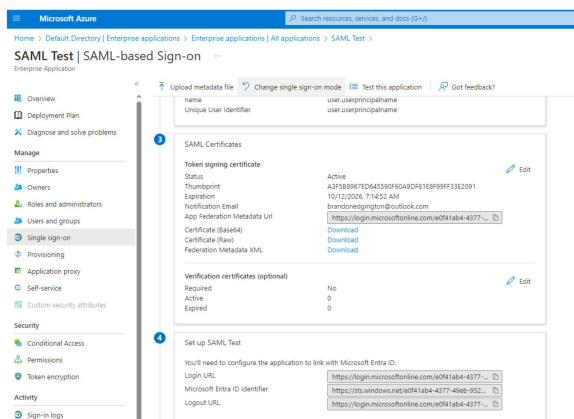 Microsoft Azure
Search resources, services, and docs (G+/)
Home > Default Directory | Enterprise applications > Enterprise applications | All applications > SAML Test >
SAML Test | SAML-based Sign-on ...
Enterprise Application
Upload metadata file Change single sign-on mode Test this application Got feedback?
Overview
Deployment Plan
Diagnose and solve problems
Manage
Properties
Owners
Roles and administrators
Users and groups
Single sign-on
Provisioning
Application proxy
Self-service
Custom security attributes
Security
Conditional Access
Permissions
Token encryption
Activity
Sign-in logs
name user.userprincipalname
Unique User Identifier user.userprincipalname
3
SAML Certificates
Token signing certificate
Edit
Status Active
Thumbprint A3F5B8967ED645590F60A9DF81E8F99FF33E2091
Expiration 10/12/2026, 7:14:52 AM
Notification Email brandonedgington@outlook.com
App Federation Metadata Url https://login.microsoftonline.com/e0f41ab4-4377-...
Certificate (Base64) Download
Certificate (Raw) Download
Federation Metadata XML Download
Verification certificates (optional)
Edit
Required No
Active 0
Expired 0
4
Set up SAML Test
You'll need to configure the application to link with Microsoft Entra ID.
Login URL https://login.microsoftonline.com/e0f41ab4-4377-...
Microsoft Entra ID Identifier https://sts.windows.net/e0f41ab4-4377-49eb-952...
Logout URL https://login.microsoftonline.com/e0f41ab4-4377-...